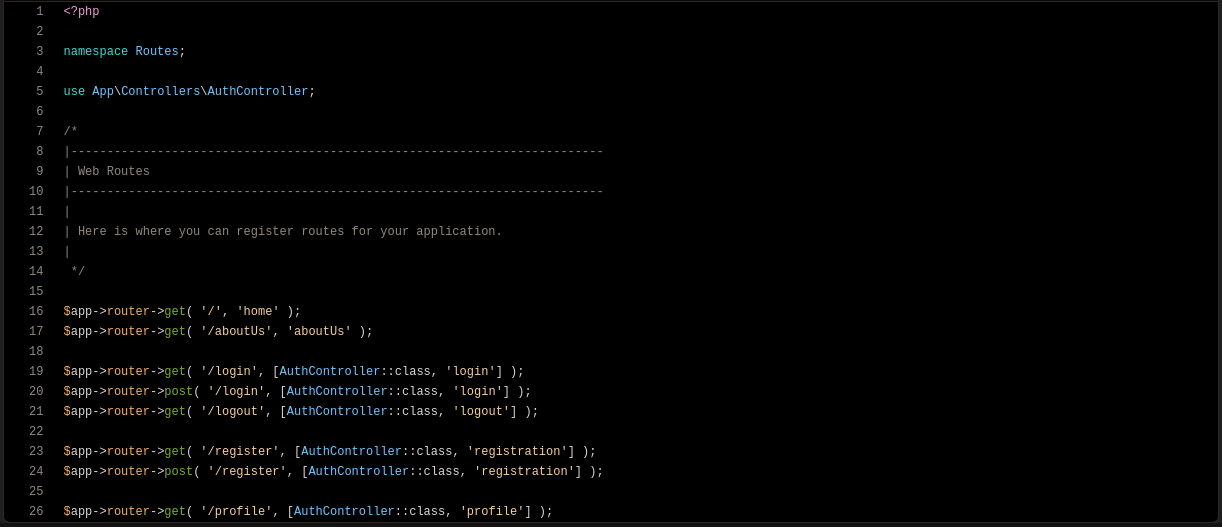 1 <?php
2
3 namespace Routes;
4
5 use App\Controllers\AuthController;
6
7 /*
8 |--------------------------------------------------------------------------
9 | Web Routes
10 |--------------------------------------------------------------------------
11 |
12 | Here is where you can register routes for your application.
13 |
14  */
15
16 $app->router->get( '/', 'home' );
17 $app->router->get( '/aboutUs', 'aboutUs' );
18
19 $app->router->get( '/login', [AuthController::class, 'login'] );
20 $app->router->post( '/login', [AuthController::class, 'login'] );
21 $app->router->get( '/logout', [AuthController::class, 'logout'] );
22
23 $app->router->get( '/register', [AuthController::class, 'registration'] );
24 $app->router->post( '/register', [AuthController::class, 'registration'] );
25
26 $app->router->get( '/profile', [AuthController::class, 'profile'] );